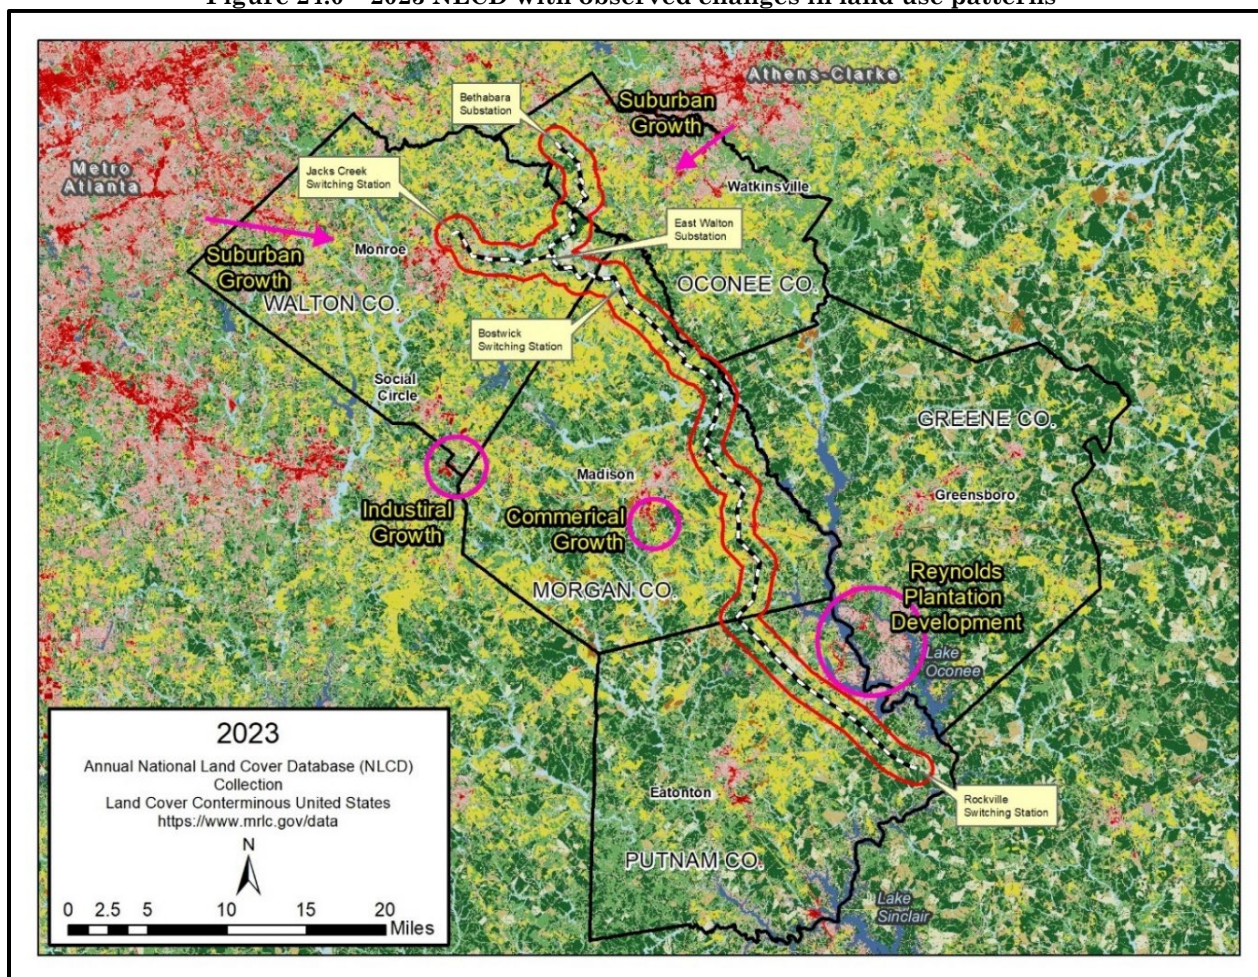 Figure 24.0 - 2023 NLCD with observed changes in land use patterns
Athens-Clarke
Bethabara
Substation
Suburban
Growth
Metro
Atlanta
Jacks Creek
Switching Station
Watkinsville
East Walton
Substation
Monroe
Suburban
Growth
OCONEE CO.
WALTON CO.
Bostwick
Switching Station
Social
Circle
GREENE CO.
Madison
Greensboro
Industiral
Growth
Commerical
Growth
Reynolds
Plantation
Development
MORGAN CO.
Lake
Oconee
2023
Annual National Land Cover Database (NLCD)
Collection
Land Cover Conterminous United States
https://www.mrlc.gov/data
N
0 2.5 5 10 15 20
Miles
Eatonton
Rockville
Switching Station
PUTNAM CO.
Lake
Sinclair